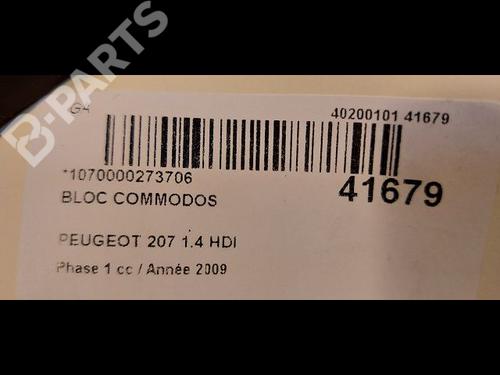 B-PARTS
GA
40200101 41679
*1070000273706
41679
BLOC COMMODOS
PEUGEOT 207 1.4 HDI
Phase 1 cc / Année 2009